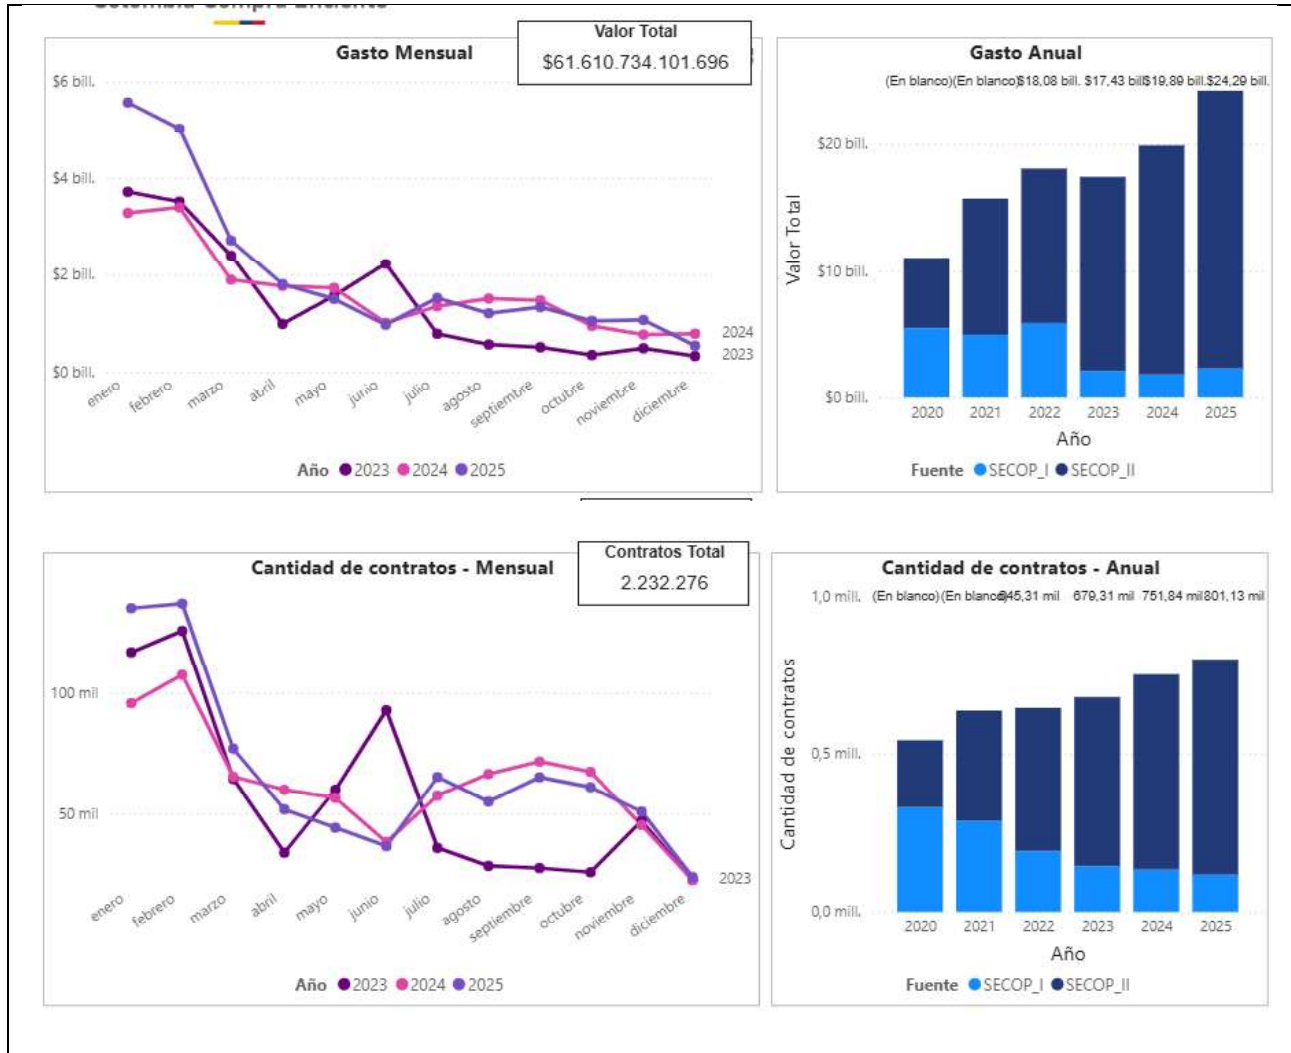 Colombia Compra Eficiente
Gasto Mensual
Valor Total
$61.610.734.101.696
$6 bill.
$4 bill.
$2 bill.
$0 bill.
2024
2023
enero
febrero
marzo
abril
mayo
junio
julio
agosto
septiembre
octubre
noviembre
diciembre
Año 2023 2024 2025
Gasto Anual
(En blanco)(En blanco)$18,08 bill. $17,43 bill$19,89 bill.$24,29 bill.
Valor Total
$20 bill.
$10 bill.
$0 bill.
2020 2021 2022 2023 2024 2025
Año
Fuente SECOP_I SECOP_II
Cantidad de contratos - Mensual
Contratos Total
2.232.276
100 mil
50 mil
2023
enero
febrero
marzo
abril
mayo
junio
julio
agosto
septiembre
octubre
noviembre
diciembre
Año 2023 2024 2025
Cantidad de contratos - Anual
1,0 mill. (En blanco)(En blanco)645,31 mil 679,31 mil 751,84 mil801,13 mil
Cantidad de contratos
0,5 mill.
0,0 mill.
2020 2021 2022 2023 2024 2025
Año
Fuente SECOP_I SECOP_II